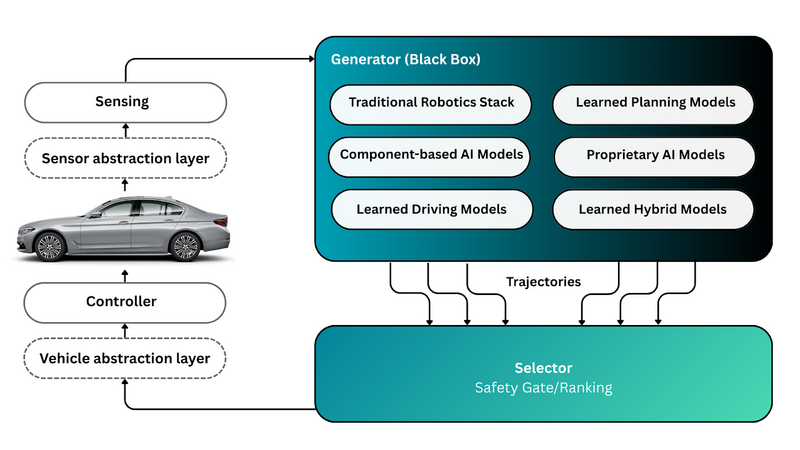 Generator (Black Box)
Sensing
Traditional Robotics Stack
Learned Planning Models
Sensor abstraction layer
Component-based AI Models
Proprietary AI Models
Learned Driving Models
Learned Hybrid Models
Trajectories
Controller
Vehicle abstraction layer
Selector
Safety Gate/Ranking